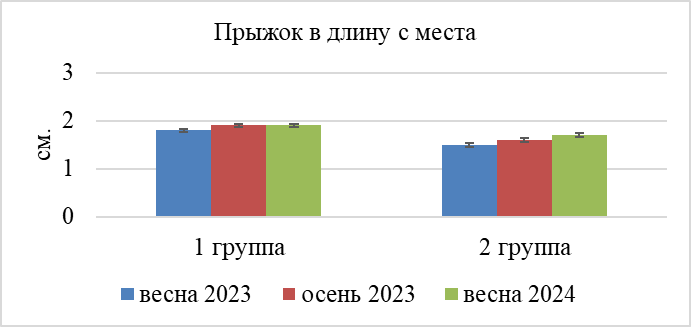 Прыжок в длину с места
см.
3
2
1
0
1 группа
2 группа
весна 2023
осень 2023
весна 2024